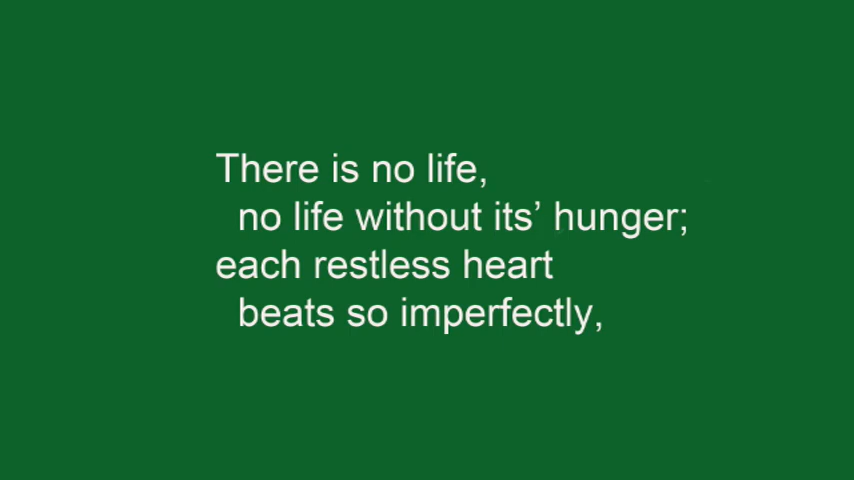 There is no life,
no life without its’ hunger;
each restless heart
beats so imperfectly,